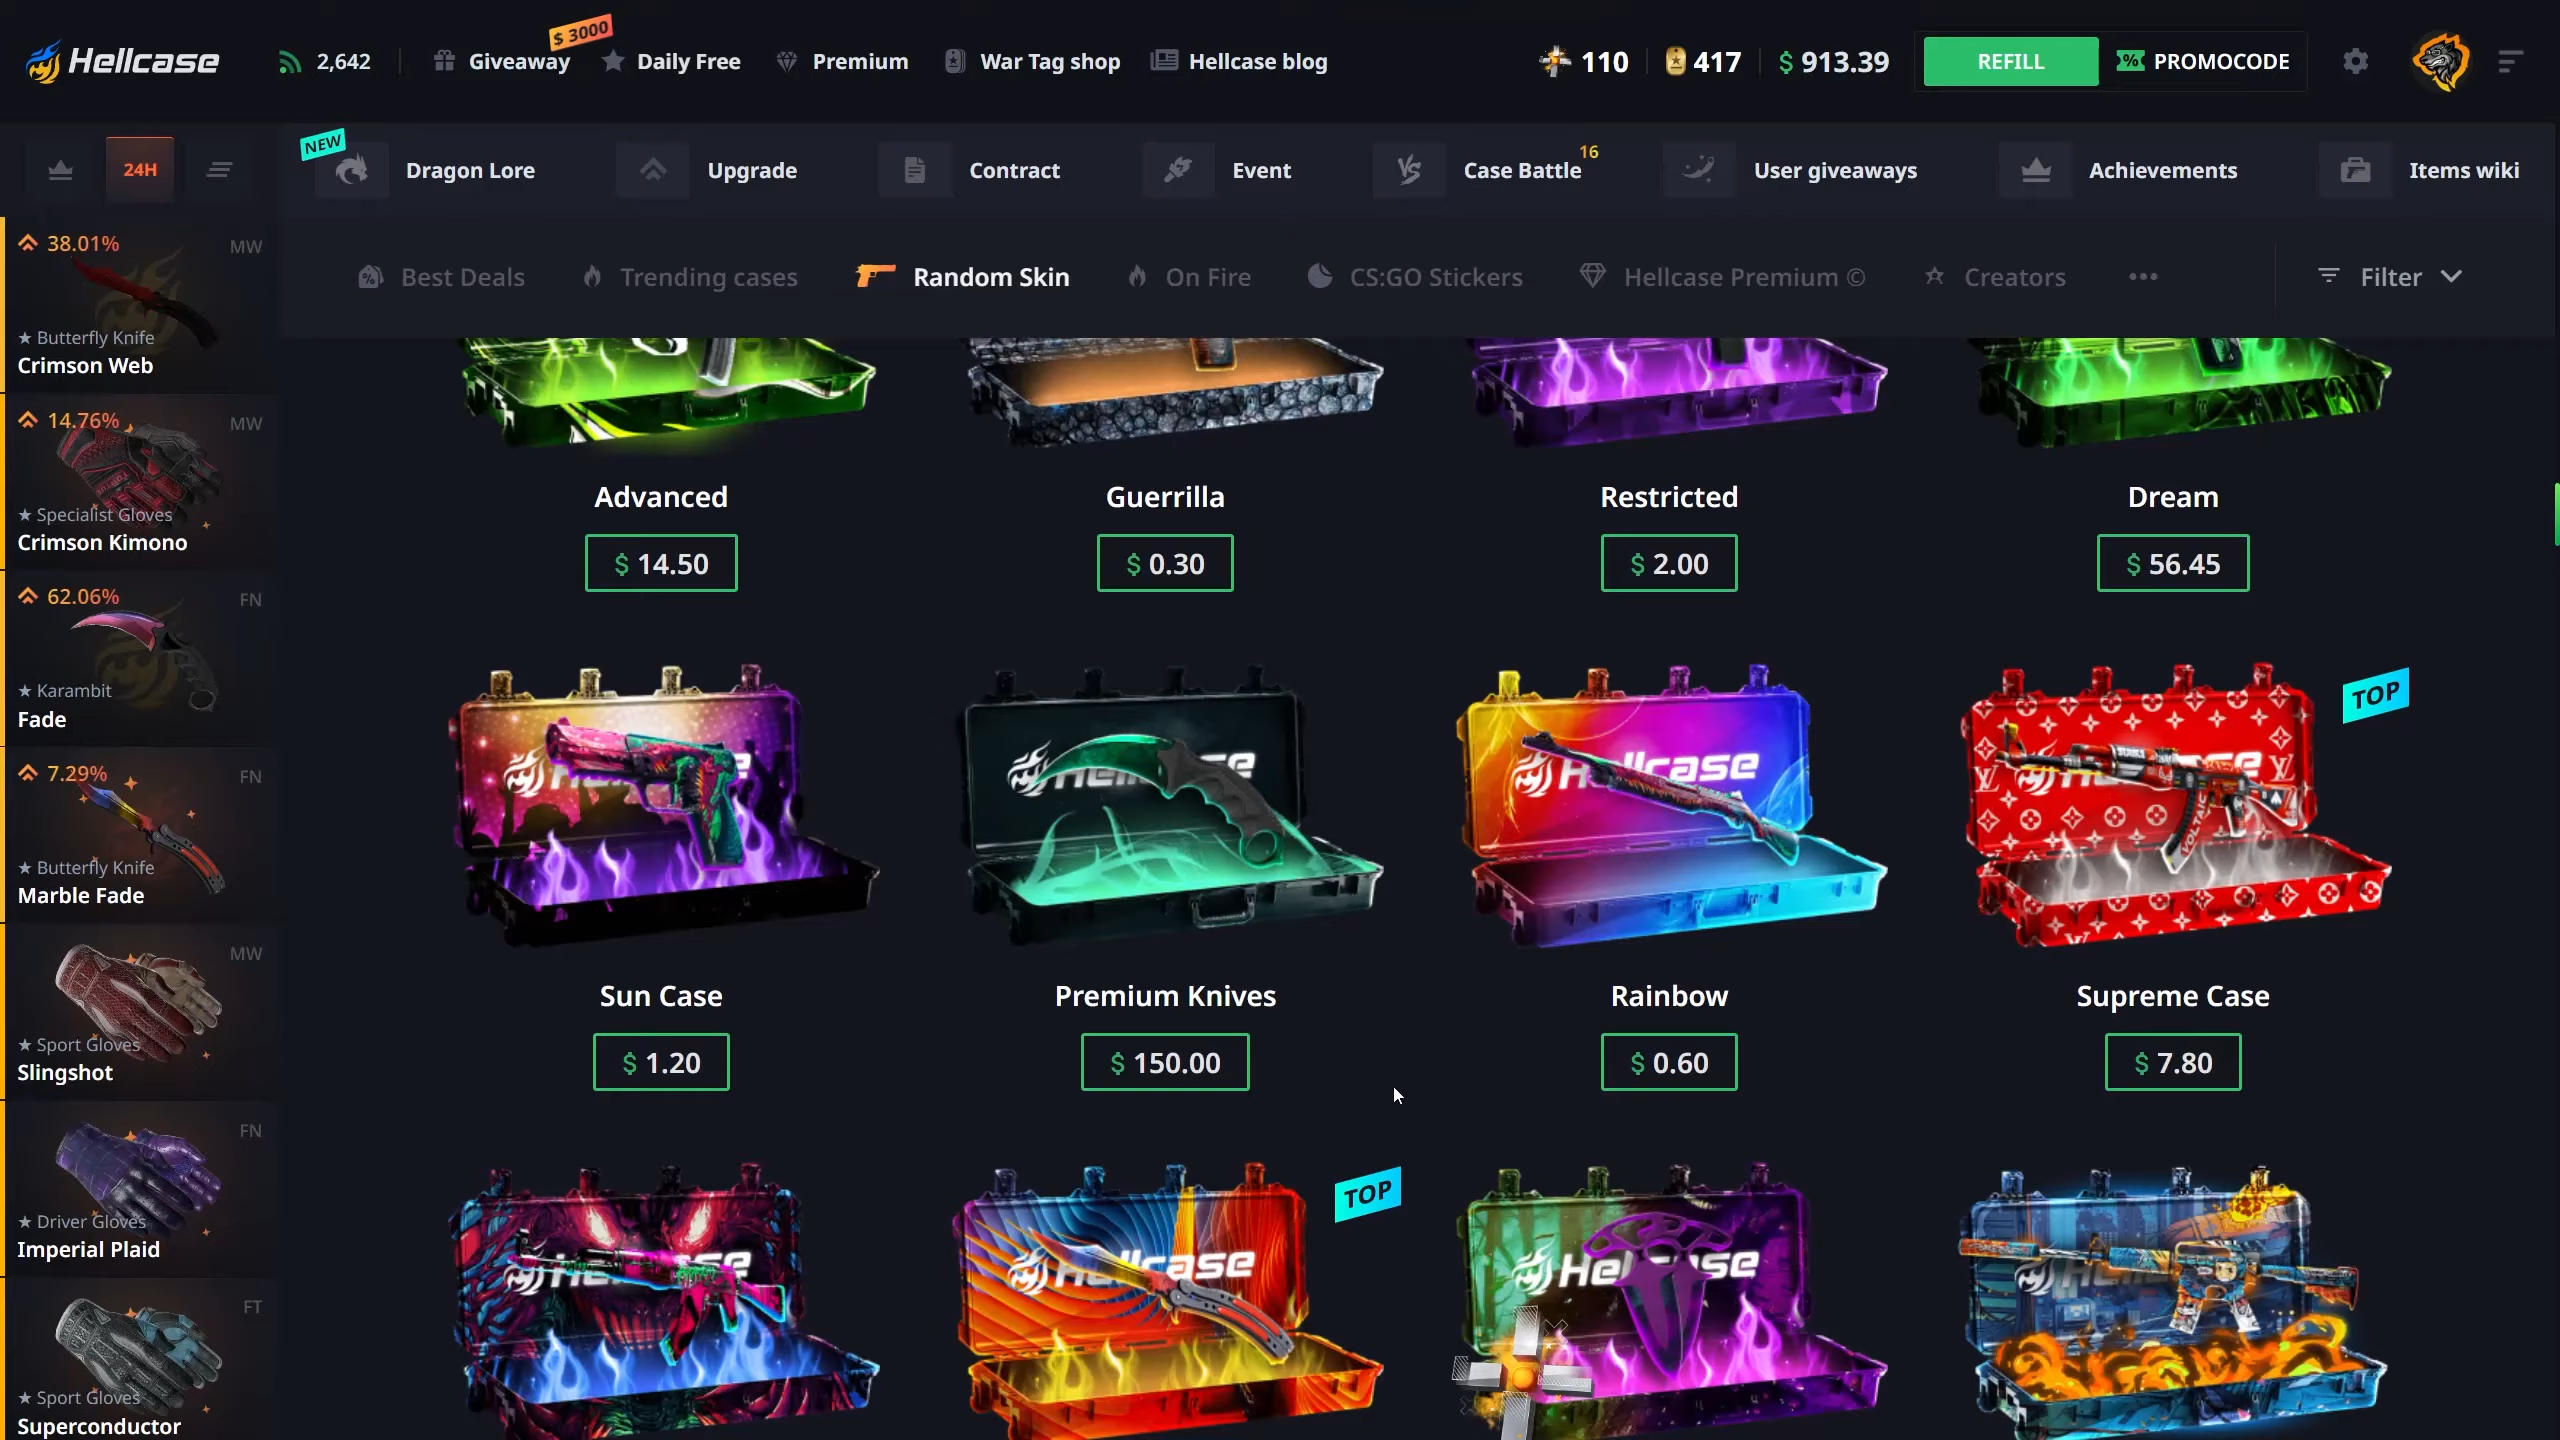 Hellcase
2,642
Giveaway
$ 3000
Daily Free
Premium
War Tag shop
Hellcase blog
110
417
$ 913.39
REFILL
PROMOCODE
24H
NEW
Dragon Lore
Upgrade
Contract
Event
Case Battle
16
User giveaways
Achievements
Items wiki
Best Deals
Trending cases
Random Skin
On Fire
CS:GO Stickers
Hellcase Premium ©
Creators
Filter
38.01%
MW
★ Butterfly Knife
Crimson Web
14.76%
MW
★ Specialist Gloves
Crimson Kimono
62.06%
FN
★ Karambit
Fade
7.29%
FN
★ Butterfly Knife
Marble Fade
MW
★ Sport Gloves
Slingshot
FN
★ Driver Gloves
Imperial Plaid
FT
★ Sport Gloves
Superconductor
Advanced
$ 14.50
Guerrilla
$ 0.30
Restricted
$ 2.00
Dream
$ 56.45
Sun Case
$ 1.20
Premium Knives
$ 150.00
Rainbow
$ 0.60
TOP
Supreme Case
$ 7.80
TOP